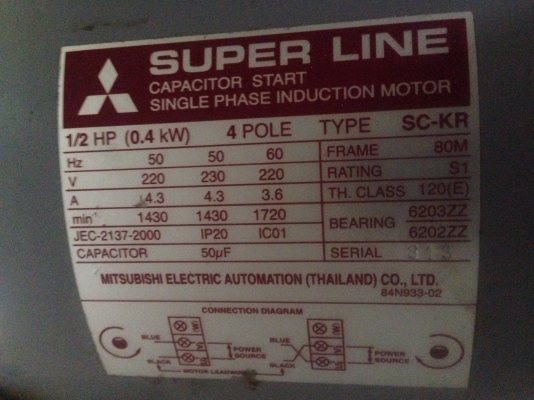 SUPER LINE
CAPACITOR START
SINGLE PHASE INDUCTION MOTOR
1/2 HP (0.4 kW) 4 POLE TYPE SC-KR
Hz 50 50 60 FRAME 80M
V 220 230 220 RATING S1
A 4.3 4.3 3.6 TH. CLASS 120(E)
min⁻ 1430 1430 1720 BEARING 6203ZZ
JEC-2137-2000 IP20 IC01 6202ZZ
CAPACITOR 50µF SERIAL
MITSUBISHI ELECTRIC AUTOMATION (THAILAND) CO., LTD.
84N933-02
CONNECTION DIAGRAM
BLUE BLUE
POWER SOURCE POWER SOURCE
BLACK BLACK
MOTOR LEADWIRE